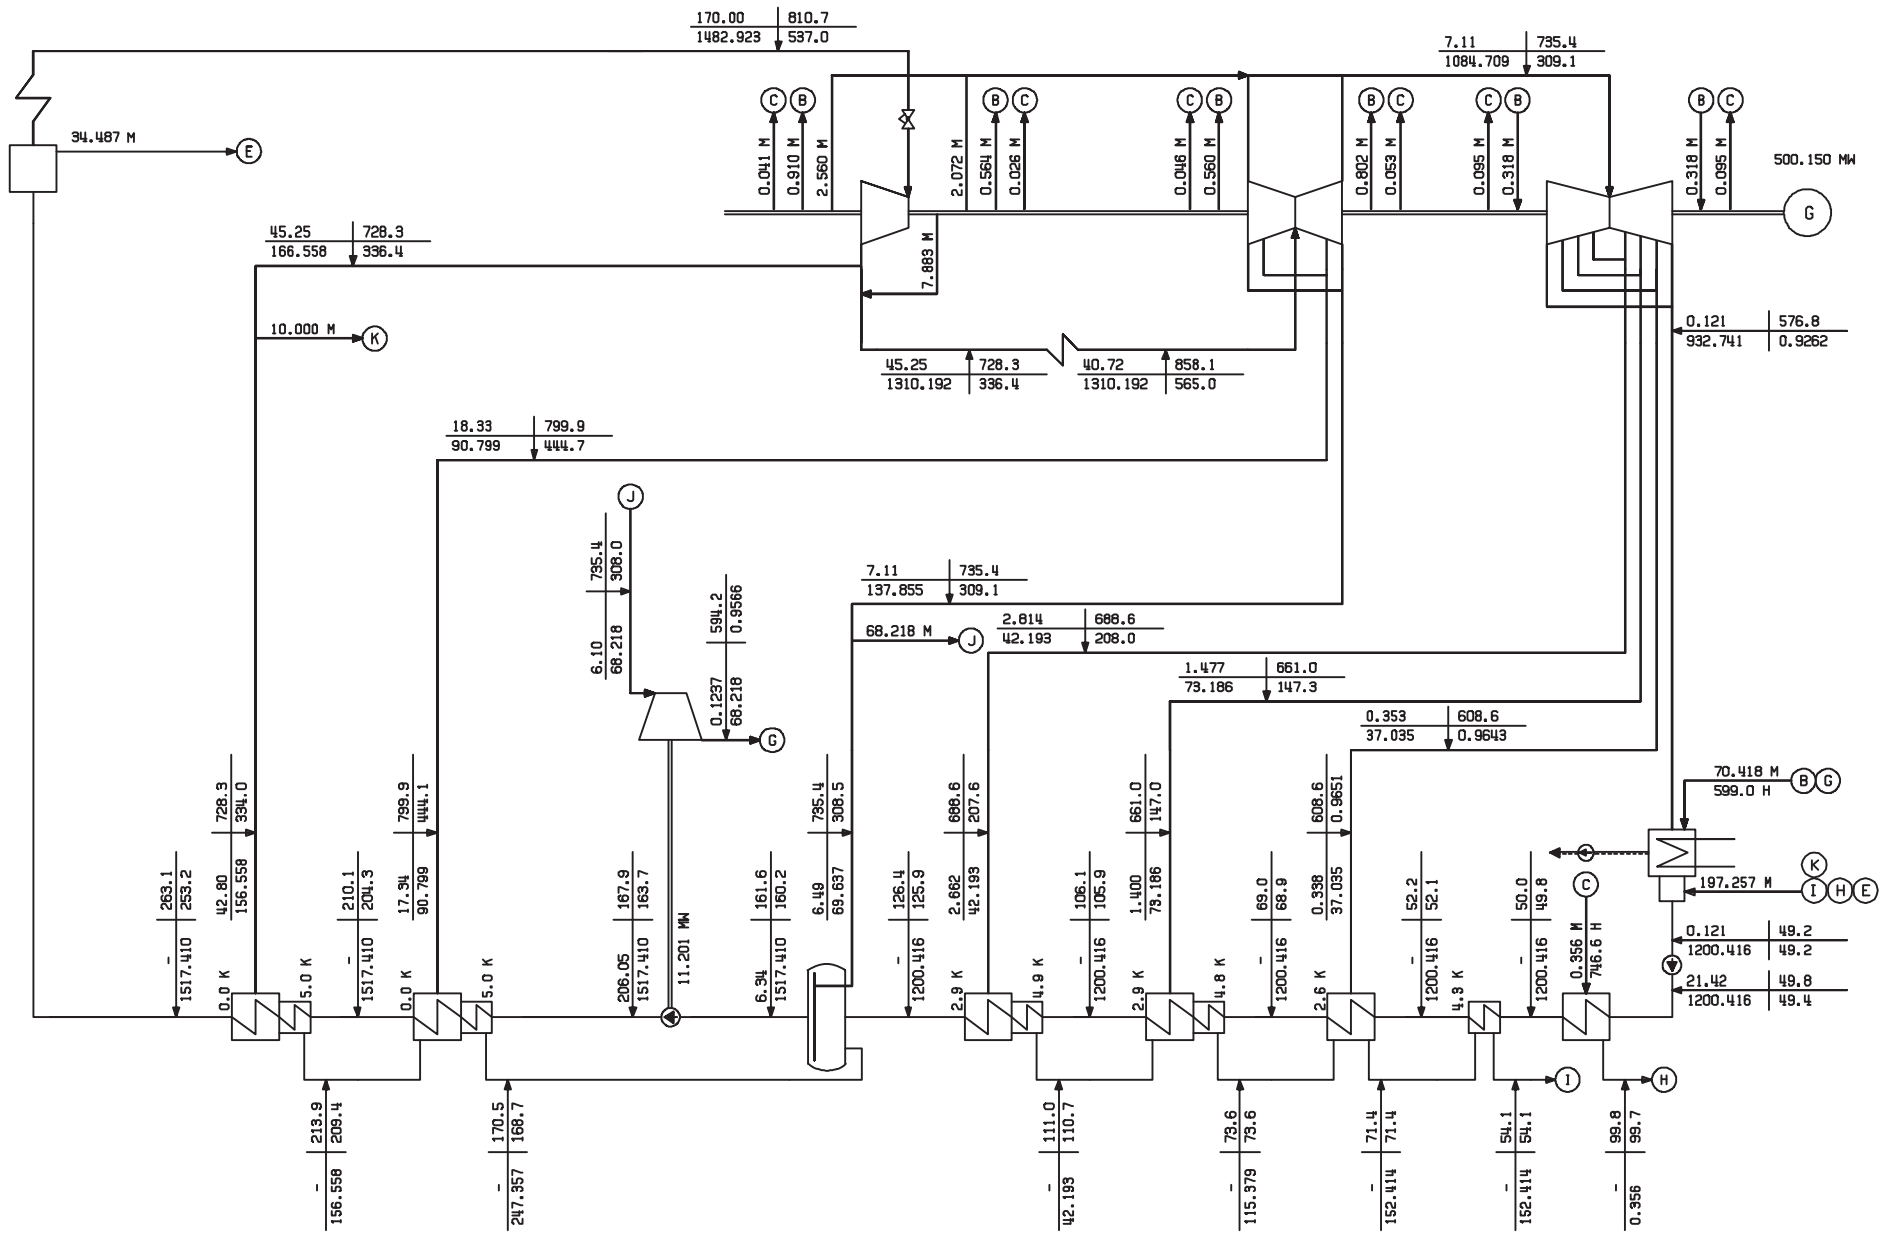 170.00 810.7
1482.923 537.0
7.11 735.4
1084.709 309.1
C B B C C B B C C B B C
34.487 M E
0.041 M
0.910 M
2.560 M
2.072 M
0.564 M
0.026 M
0.046 M
0.560 M
0.802 M
0.053 M
0.095 M
0.318 M
0.318 M
0.095 M
500.150 MW
G
45.25 728.3
166.558 336.4
7.883 M
10.000 M K
0.121 576.8
932.741 0.9262
45.25 728.3
1310.192 336.4
40.72 858.1
1310.192 565.0
18.33 799.9
90.799 444.7
J
735.4
308.0
6.10
68.218
594.2
0.9566
0.1237
68.218
G
7.11 735.4
137.855 309.1
68.218 M J
2.814 688.6
42.193 208.0
1.477 661.0
73.186 147.3
0.353 608.6
37.035 0.9643
70.418 M B G
599.0 H
K
197.257 M I H E
0.121 49.2
1200.416 49.2
21.42 49.8
1200.416 49.4
263.1
253.2
-
1517.410
728.3
334.0
42.80
156.558
0.0 K
5.0 K
210.1
204.3
-
1517.410
799.9
444.1
17.34
90.799
0.0 K
5.0 K
167.9
163.7
206.05
1517.410
11.201 MW
161.6
160.2
6.34
1517.410
735.4
308.5
6.49
69.637
126.4
125.9
-
1200.416
688.6
207.6
2.662
42.193
2.9 K
4.9 K
106.1
105.9
-
1200.416
661.0
147.0
1.400
73.186
2.9 K
4.8 K
69.0
68.9
-
1200.416
608.6
0.9651
0.338
37.035
2.6 K
52.2
52.1
-
1200.416
4.3 K
50.0
49.8
-
1200.416
C
0.356 M
746.6 H
I
H
213.9
209.4
-
156.558
170.5
168.7
-
247.357
111.0
110.7
-
42.193
73.6
73.6
-
115.379
71.4
71.4
-
152.414
54.1
54.1
-
152.414
99.8
99.7
-
0.356